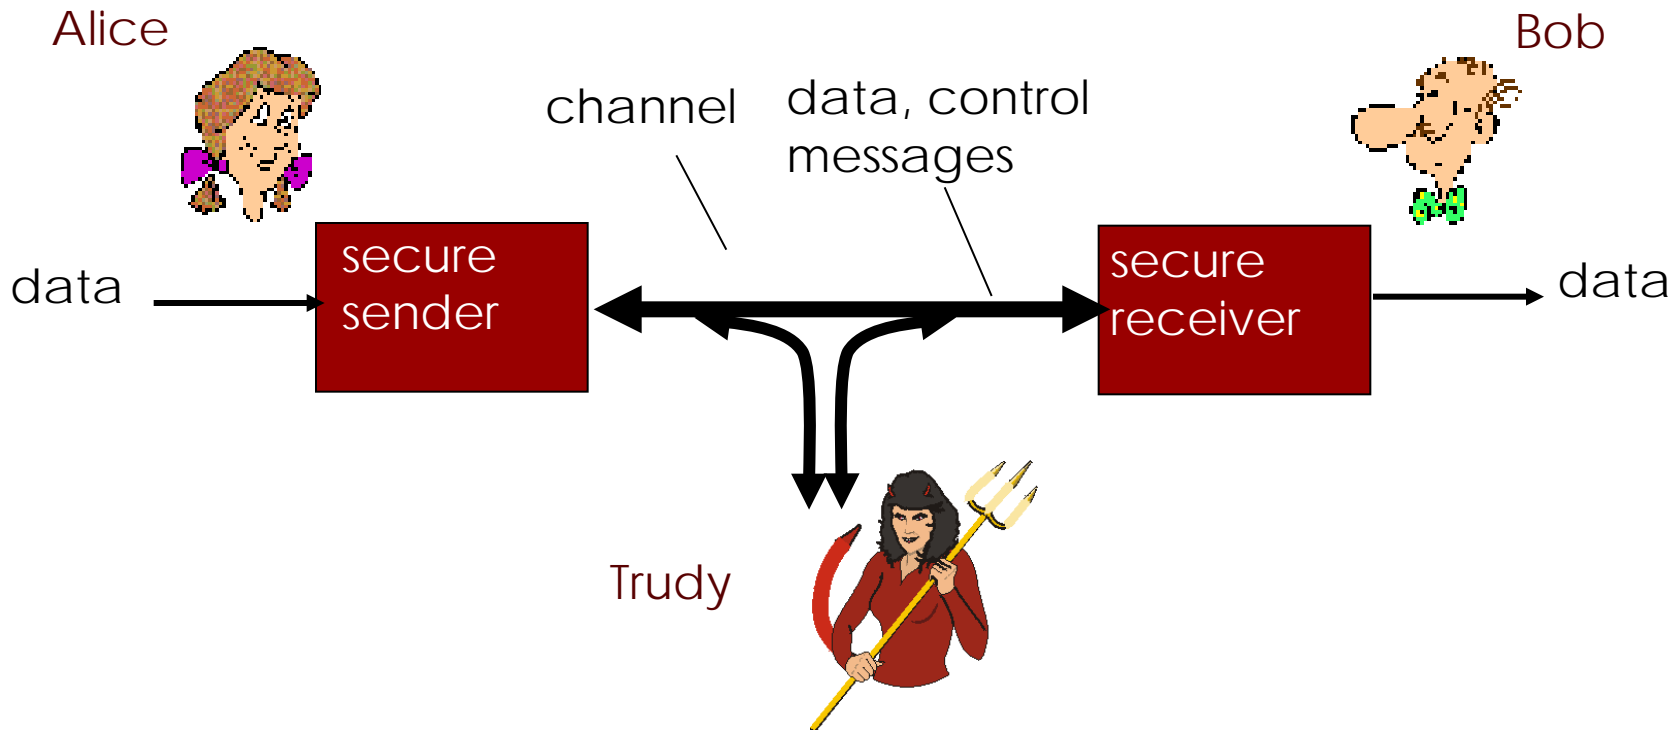 Alice
Bob
channel
data, control
messages
data
secure
sender
secure
receiver
data
Trudy